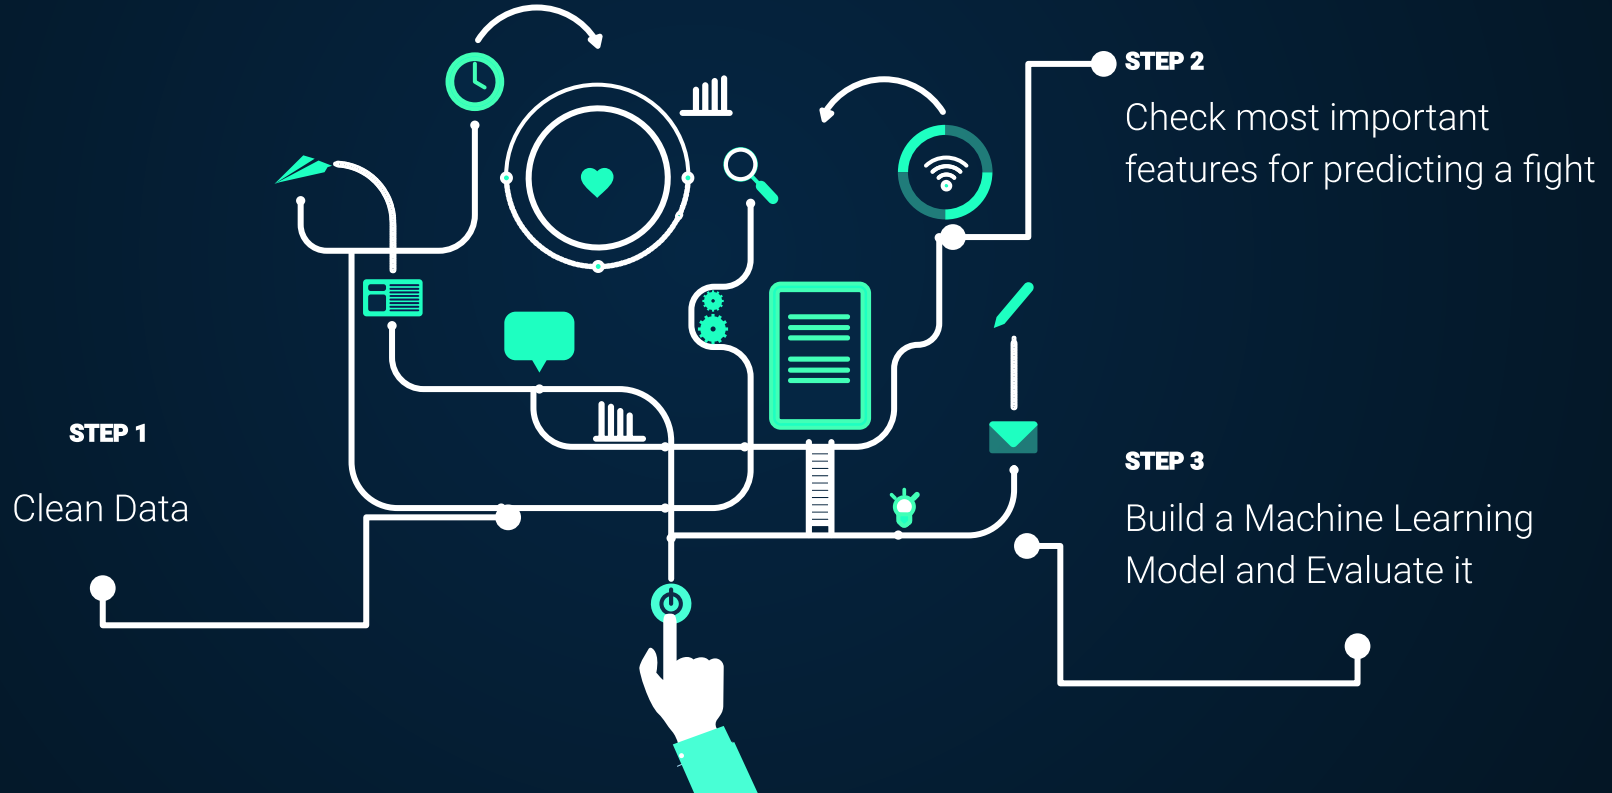 STEP 1
Clean Data
STEP 2
Check most important
features for predicting a fight
STEP 3
Build a Machine Learning
Model and Evaluate it